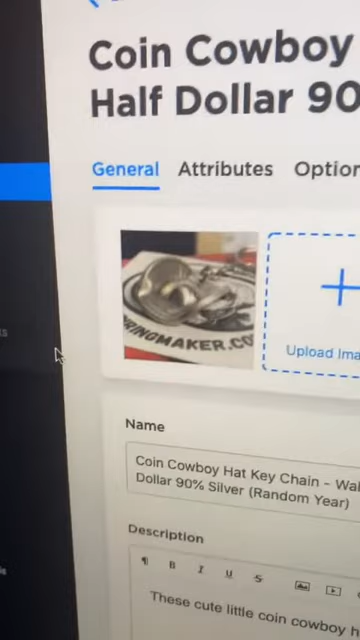 Coin Cowboy
Half Dollar 90
General Attributes Option
RINGMAKER.CO
Upload Ima
Name
Coin Cowboy Hat Key Chain - Wal
Dollar 90% Silver (Random Year)
Description
¶ B I U S
These cute little coin cowboy h